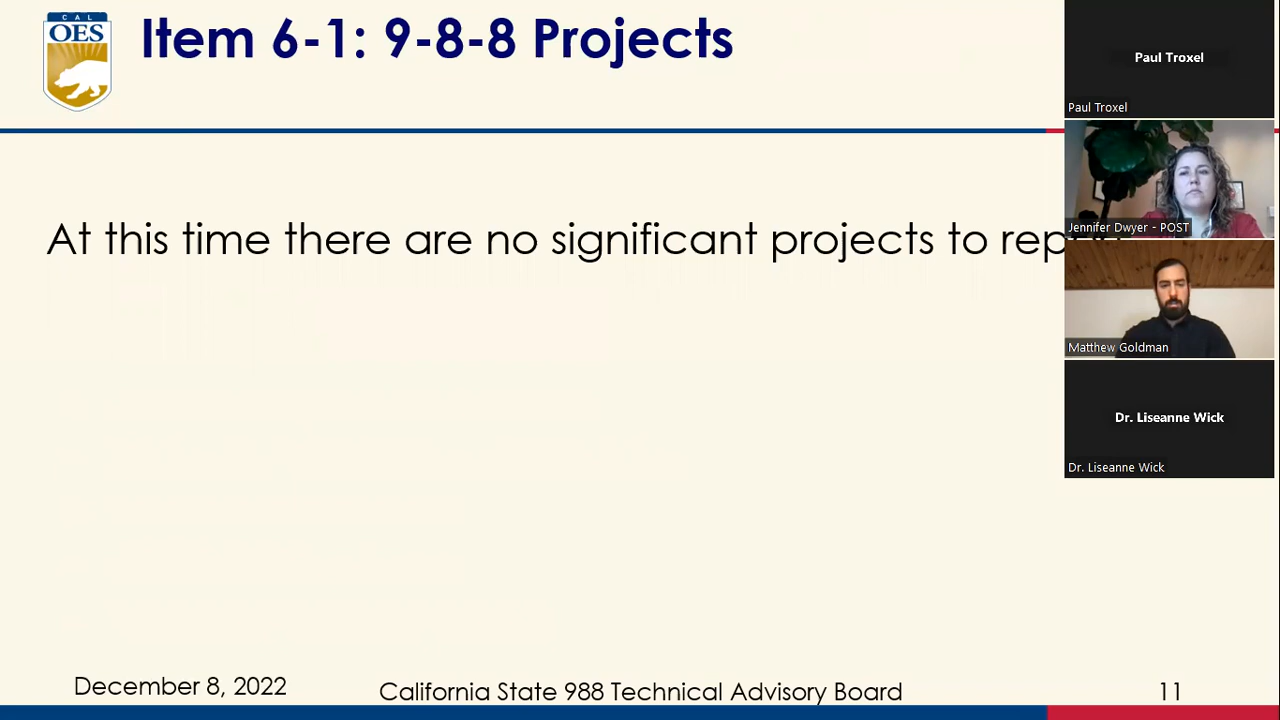 CAL
OES
Item 6-1: 9-8-8 Projects
At this time there are no significant projects to
December 8, 2022
California State 988 Technical Advisory Board
11
Paul Troxel
Paul Troxel
Jennifer Dwyer - POST
Matthew Goldman
Dr. Liseanne Wick
Dr. Liseanne Wick